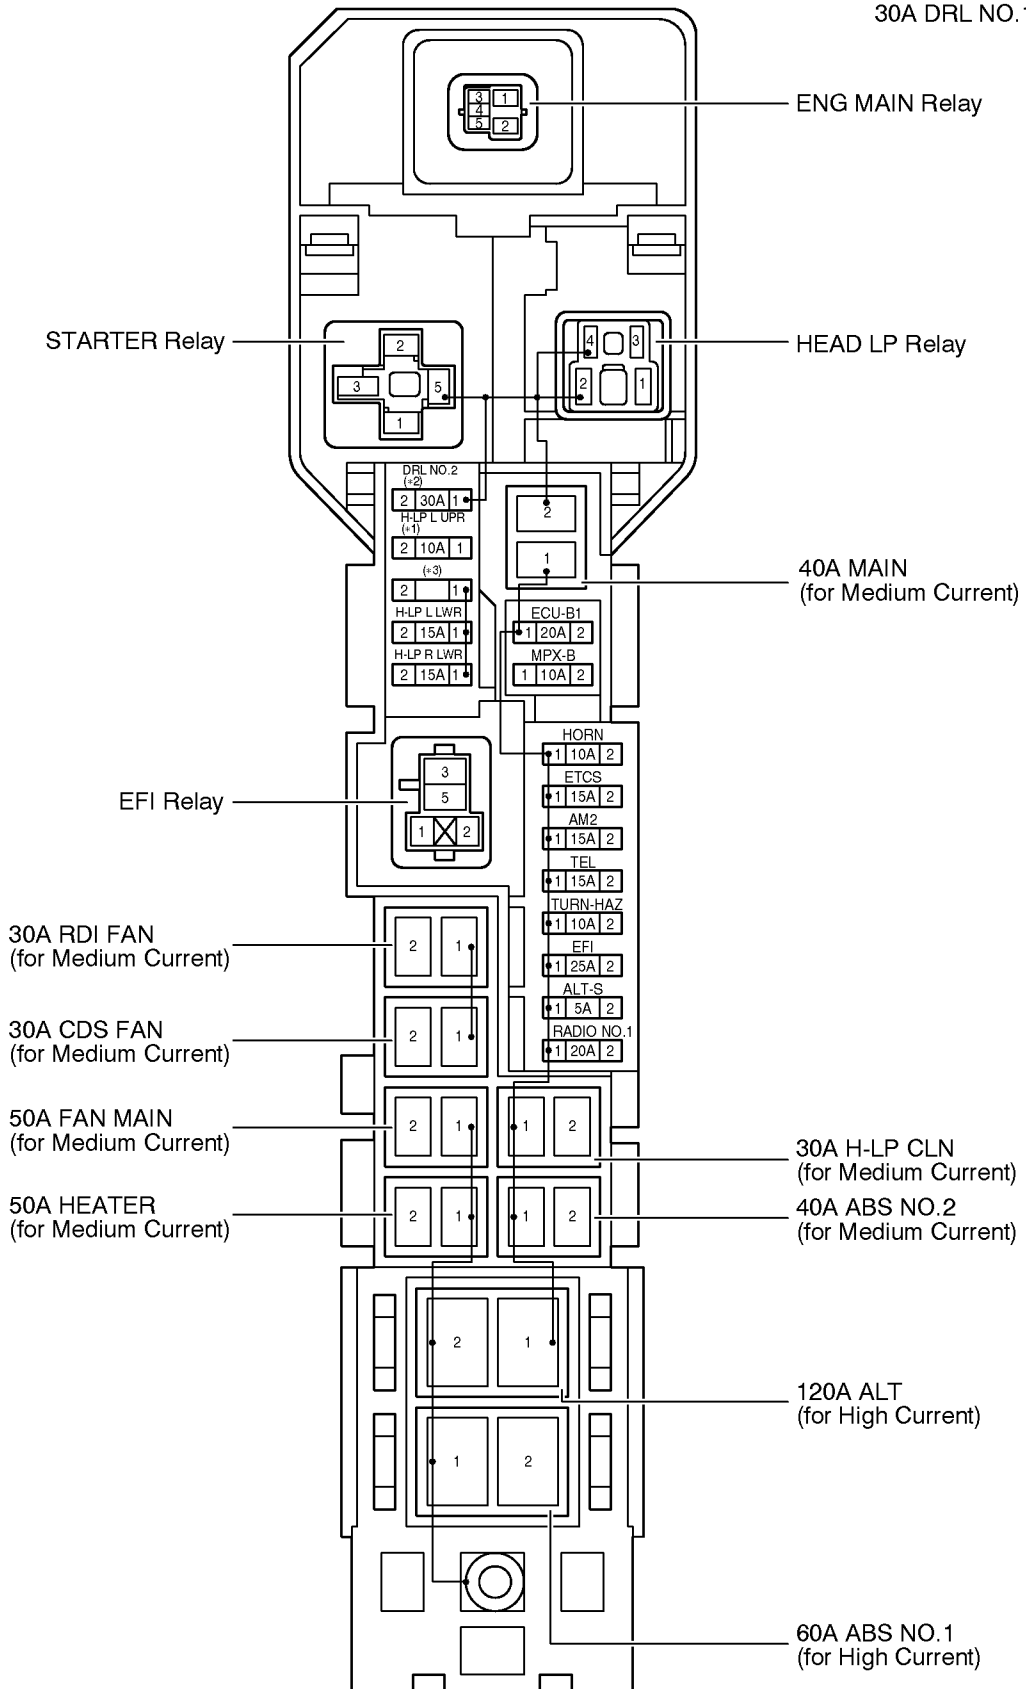 30A DRL NO.1
3 1
4
5 2
ENG MAIN Relay
STARTER Relay
2
3 5
1
4 3
2 1
HEAD LP Relay
DRL NO.2
(*2)
2 30A 1
H-LP L UPR
(*1)
2 10A 1
(*3)
2 1
H-LP L LWR
2 15A 1
H-LP R LWR
2 15A 1
2
1
40A MAIN
(for Medium Current)
ECU-B1
1 20A 2
MPX-B
1 10A 2
HORN
1 10A 2
ETCS
1 15A 2
AM2
1 15A 2
TEL
1 15A 2
TURN-HAZ
1 10A 2
EFI
1 25A 2
ALT-S
1 5A 2
RADIO NO.1
1 20A 2
EFI Relay
3
5
1 2
30A RDI FAN
(for Medium Current)
2 1
30A CDS FAN
(for Medium Current)
2 1
50A FAN MAIN
(for Medium Current)
2 1
1 2
30A H-LP CLN
(for Medium Current)
50A HEATER
(for Medium Current)
2 1
1 2
40A ABS NO.2
(for Medium Current)
2 1
120A ALT
(for High Current)
1 2
60A ABS NO.1
(for High Current)